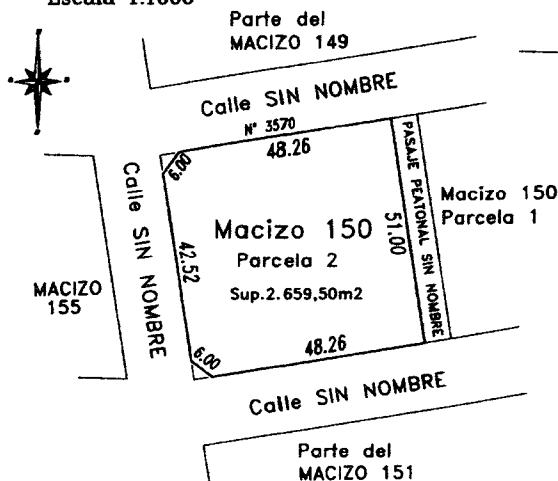 Escala 1:1000
Parte del
MACIZO 149
Calle SIN NOMBRE
N° 3570
48.26
6.00
Calle SIN NOMBRE
42.52
Macizo 150
Parcela 2
Sup.2.659,50m2
51.00
PASAJE PEATONAL SIN NOMBRE
Macizo 150
Parcela 1
MACIZO
155
6.00
48.26
Calle SIN NOMBRE
Parte del
MACIZO 151